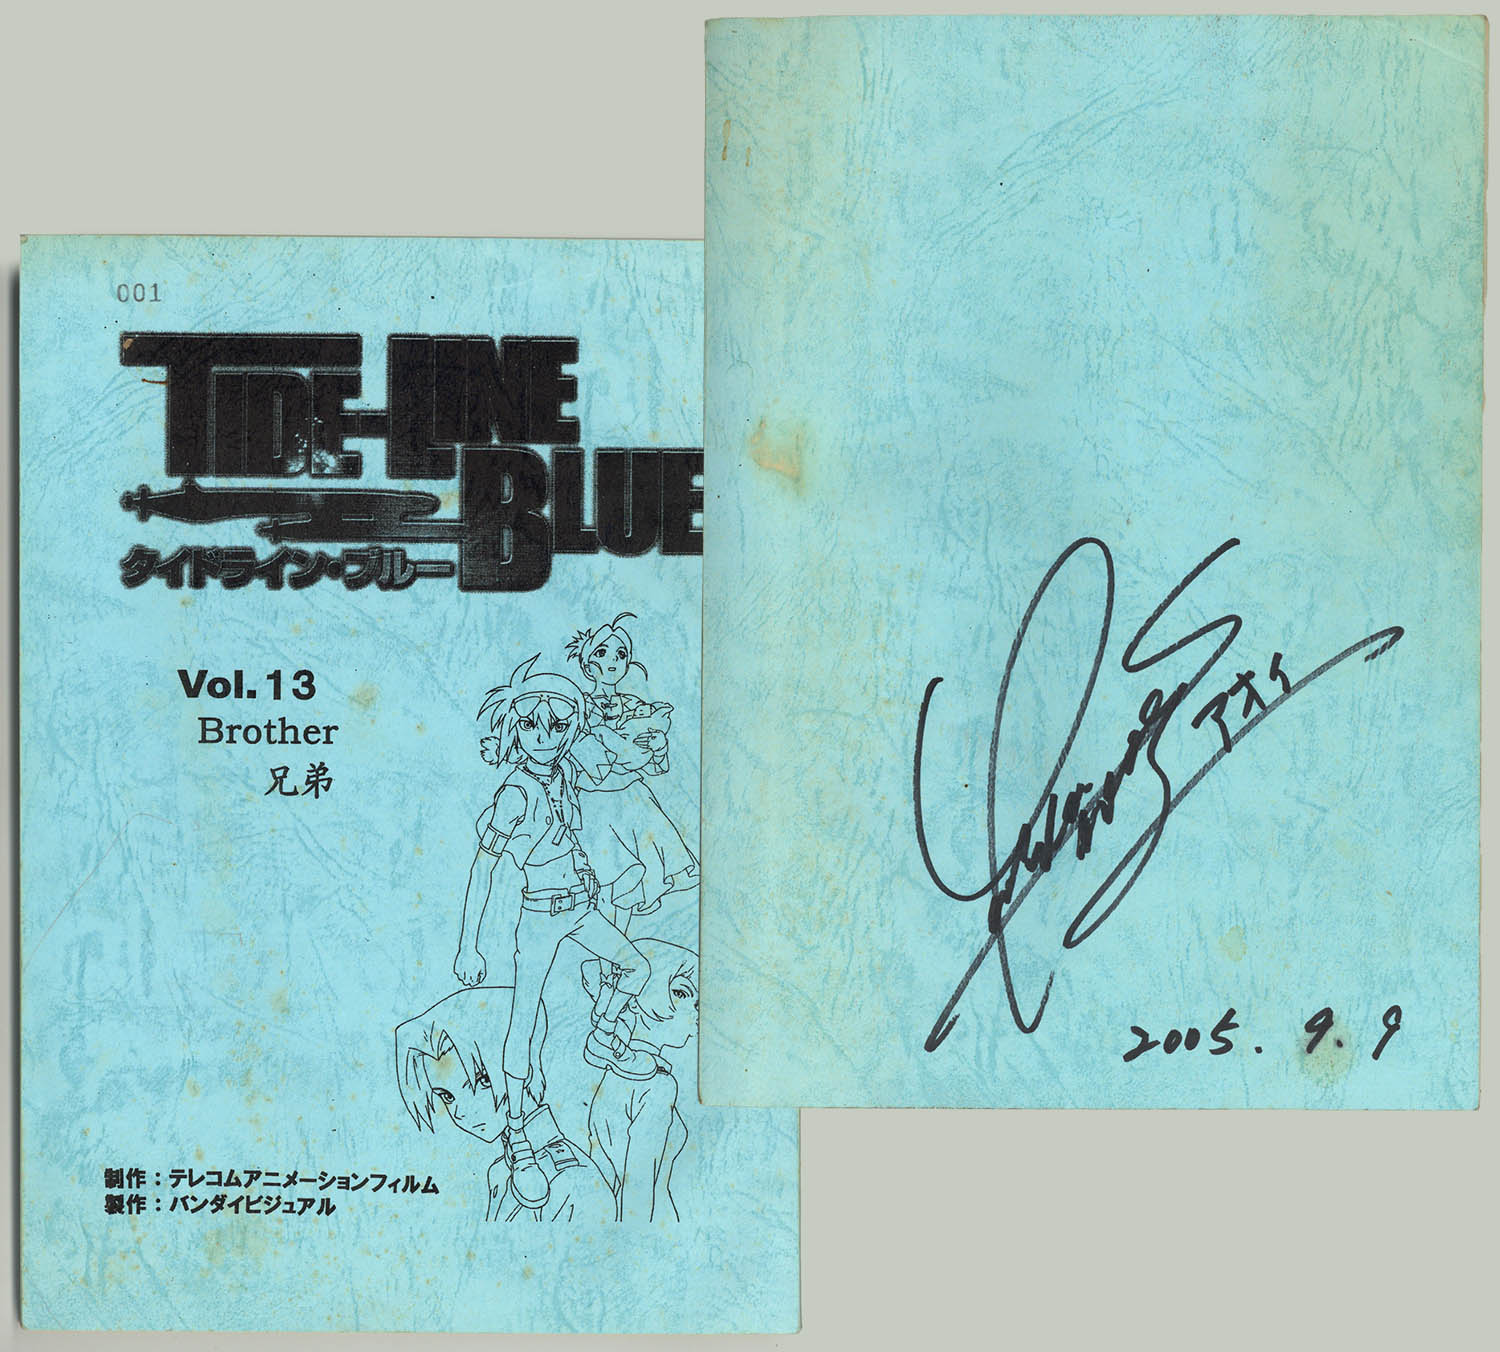 001
TIDE-LINE
BLUE
タイドライン・ブルー
Vol.13
Brother
兄弟
制作：テレコムアニメーションフィルム
製作：バンダイビジュアル
アオイ
2005. 9. 9